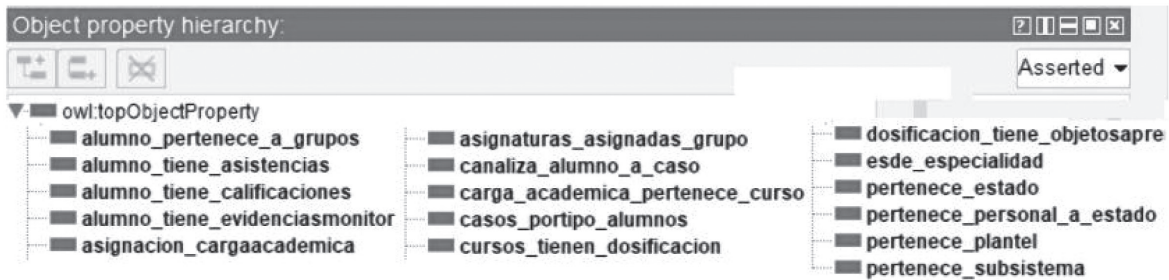 Object property hierarchy:
Asserted
owl:topObjectProperty
alumno_pertenece_a_grupos
alumno_tiene_asistencias
alumno_tiene_calificaciones
alumno_tiene_evidenciasmonitor
asignacion_cargaacademica
asignaturas_asignadas_grupo
canaliza_alumno_a_caso
carga_academica_pertenece_curso
casos_portipo_alumnos
cursos_tienen_dosificacion
dosificacion_tiene_objetosapre
esde_especialidad
pertenece_estado
pertenece_personal_a_estado
pertenece_plantel
pertenece_subsistema